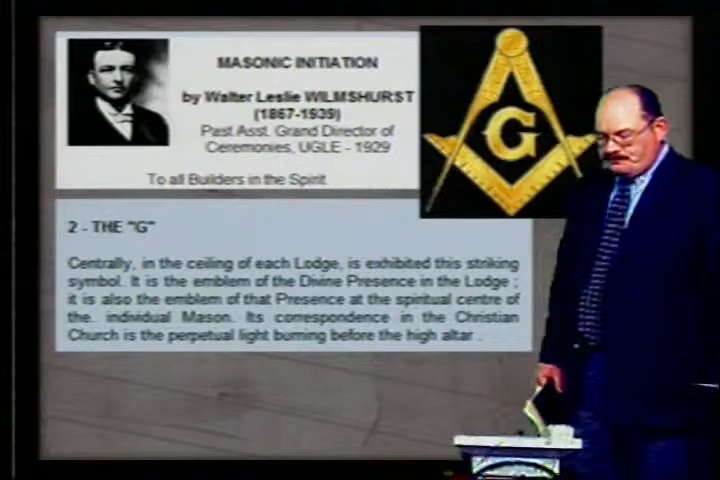 MASONIC INITIATION
by Walter Leslie WILMSHURST
(1867-1939)
Past Asst. Grand Director of
Ceremonies, UGLE - 1929
To all Builders in the Spirit
G
2 - THE "G"
Centrally, in the ceiling of each Lodge, is exhibited this striking
symbol. It is the emblem of the Divine Presence in the Lodge ;
it is also the emblem of that Presence at the spiritual centre of
the. individual Mason. Its correspondence in the Christian
Church is the perpetual light burning before the high altar .